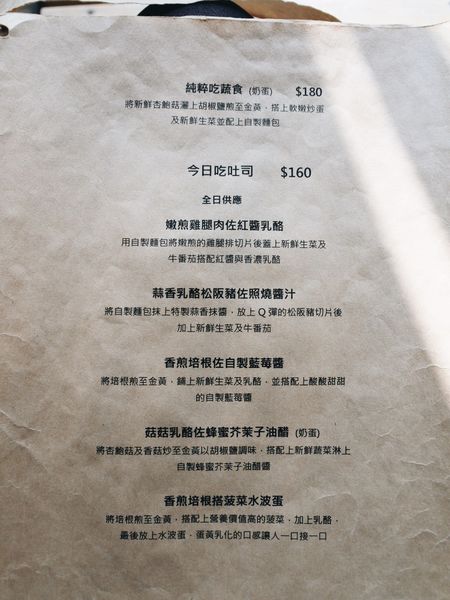 純粹吃蔬食 (奶蛋) $180
將新鮮杏鮑菇灑上胡椒鹽煎至金黃，搭上軟嫩炒蛋
及新鮮生菜並配上自製麵包
今日吃吐司 $160
全日供應
嫩煎雞腿肉佐紅醬乳酪
用自製麵包將嫩煎的雞腿排切片後蓋上新鮮生菜及
牛番茄搭配紅醬與香濃乳酪
蒜香乳酪松阪豬佐照燒醬汁
將自製麵包抹上特製蒜香抹醬，放上 Q 彈的松阪豬切片後
加上新鮮生菜及牛番茄
香煎培根佐自製藍莓醬
將培根煎至金黃，鋪上新鮮生菜及乳酪，並搭配上酸酸甜甜
的自製藍莓醬
菇菇乳酪佐蜂蜜芥茉子油醋 (奶蛋)
將杏鮑菇及香菇炒至金黃以胡椒鹽調味，搭配上新鮮蔬菜淋上
自製蜂蜜芥茉子油醋醬
香煎培根搭菠菜水波蛋
將培根煎至金黃，搭配上營養價值高的菠菜，加上乳酪，
最後放上水波蛋，蛋黃乳化的口感讓人一口接一口